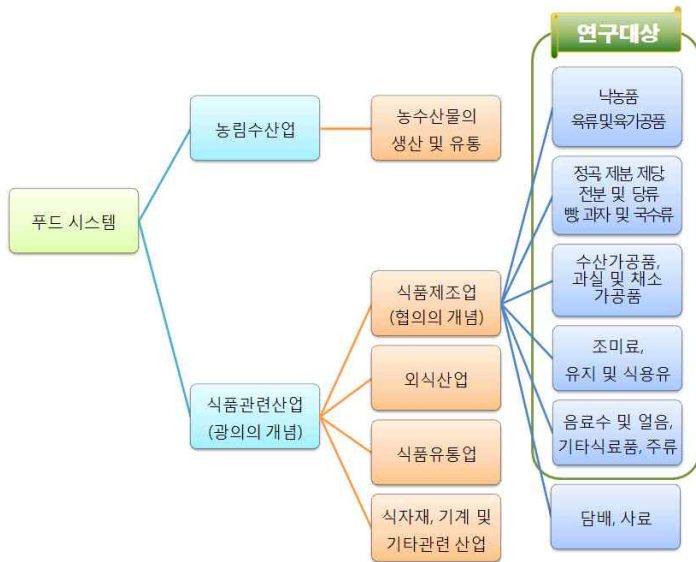 연구대상
푸드 시스템
농림수산업
농수산물의
생산 및 유통
식품관련산업
(광의의 개념)
식품제조업
(협의의 개념)
외식산업
식품유통업
식자재, 기계 및
기타관련 산업
낙농품
육류및육가공품
정곡, 제분, 제당,
전분 및 당류
빵, 과자 및 국수류
수산가공품,
과실 및 채소
가공품
조미료,
유지 및 식용유
음료수 및 얼음,
기타식료품, 주류
담배, 사료